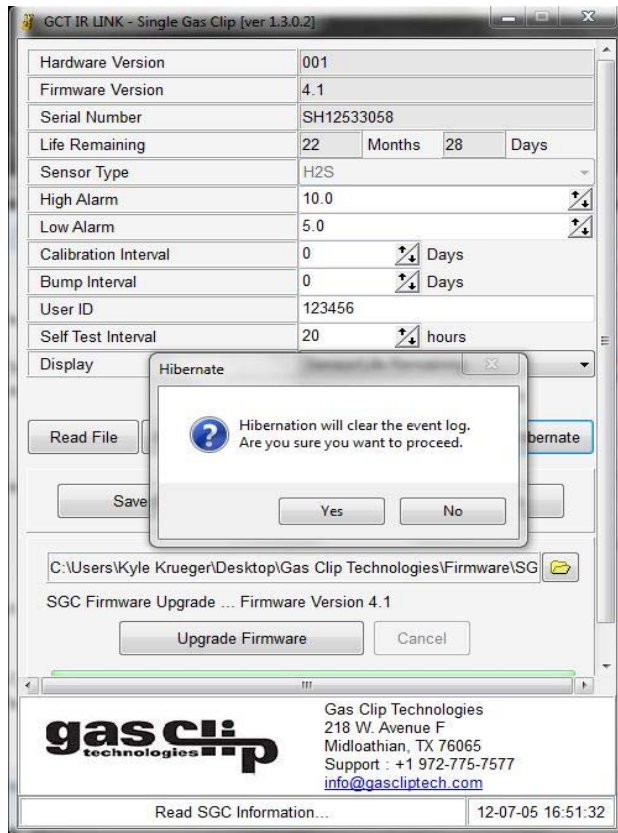 GCT IR LINK - Single Gas Clip [ver 1.3.0.2]
Hardware Version 001
Firmware Version 4.1
Serial Number SH12533058
Life Remaining 22 Months 28 Days
Sensor Type H2S
High Alarm 10.0
Low Alarm 5.0
Calibration Interval 0 Days
Bump Interval 0 Days
User ID 123456
Self Test Interval 20 hours
Display
Hibernate
Hibernation will clear the event log.
Are you sure you want to proceed.
Yes No
Read File bernate
Save
C:\Users\Kyle Krueger\Desktop\Gas Clip Technologies\Firmware\SG
SGC Firmware Upgrade ... Firmware Version 4.1
Upgrade Firmware Cancel
gas clip
technologies
Gas Clip Technologies
218 W. Avenue F
Midloathian, TX 76065
Support : +1 972-775-7577
info@gascliptech.com
Read SGC Information... 12-07-05 16:51:32